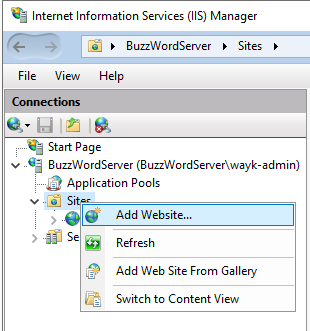 Internet Information Services (IIS) Manager
BuzzWordServer Sites
File View Help
Connections
Start Page
BuzzWordServer (BuzzWordServer\wayk-admin)
Application Pools
Sites
Add Website...
Refresh
Se
Add Web Site From Gallery
Switch to Content View